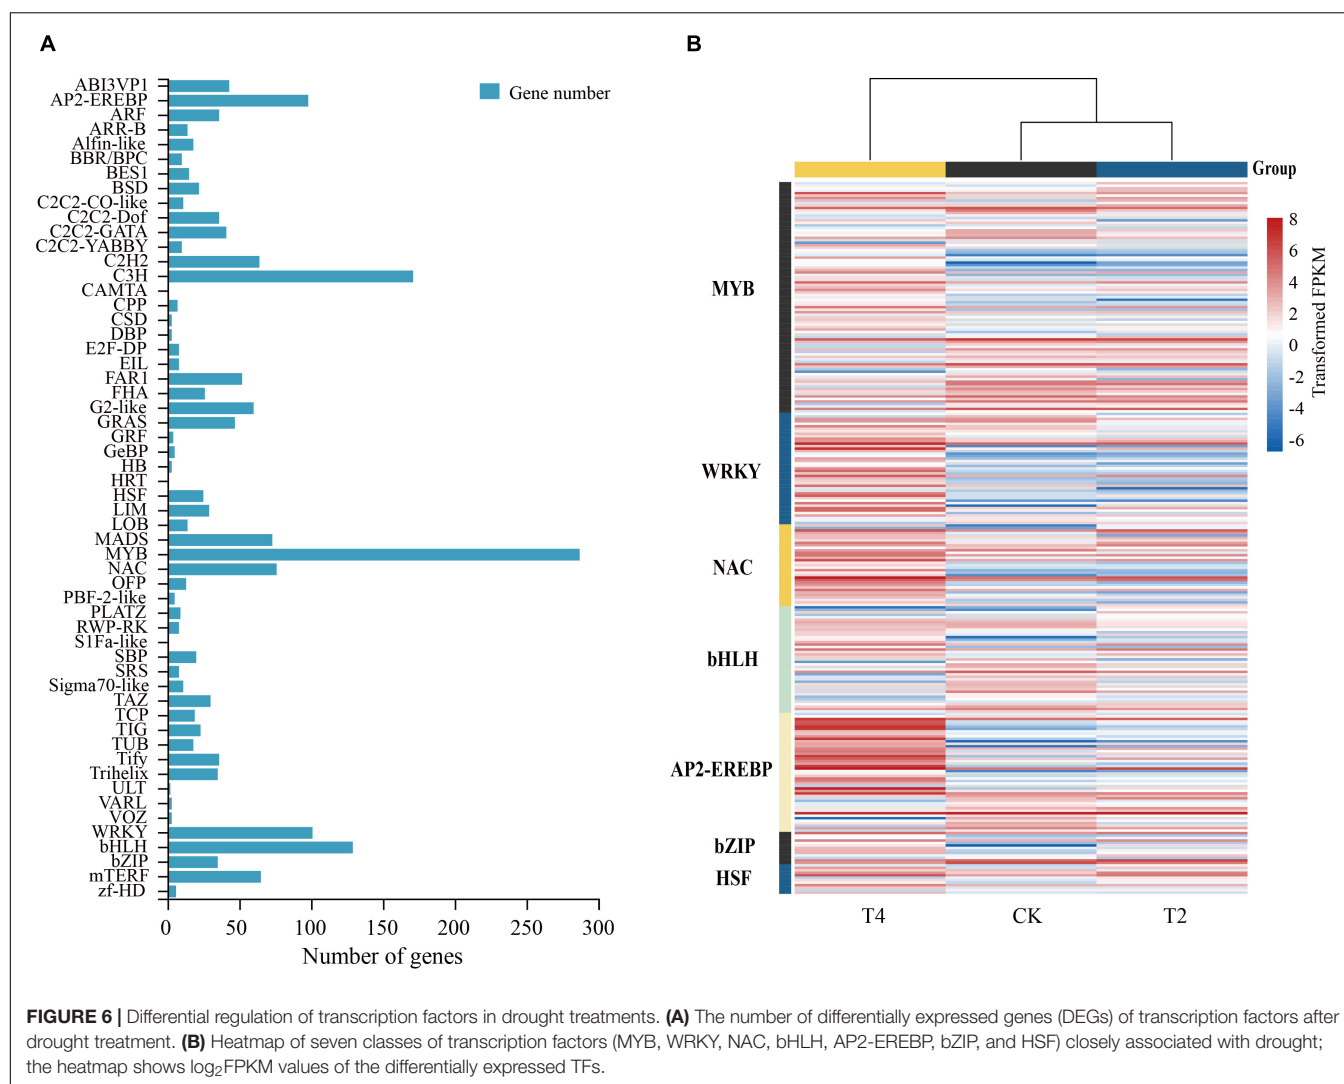 A
ABI3VP1
AP2-EREBP
ARF
ARR-B
Alfin-like
BBR/BPC
BES1
BSD
C2C2-CO-like
C2C2-Dof
C2C2-GATA
C2C2-YABBY
C2H2
C3H
CAMTA
CPP
CSD
DBP
E2F-DP
EIL
FAR1
FHA
G2-like
GRAS
GRF
GeBP
HB
HRT
HSF
LIM
LOB
MADS
MYB
NAC
OFP
PBF-2-like
PLATZ
RWP-RK
S1Fa-like
SBP
SRS
Sigma70-like
TAZ
TCP
TIG
TUB
Tify
Trihelix
ULT
VARL
VOZ
WRKY
bHLH
bZIP
mTERF
zf-HD
0 50 100 150 200 250 300
Number of genes
Gene number
B
Group
MYB
WRKY
NAC
bHLH
AP2-EREBP
bZIP
HSF
T4 CK T2
8
6
4
2
0
-2
-4
-6
Transformed FPKM
FIGURE 6 | Differential regulation of transcription factors in drought treatments. (A) The number of differentially expressed genes (DEGs) of transcription factors after
drought treatment. (B) Heatmap of seven classes of transcription factors (MYB, WRKY, NAC, bHLH, AP2-EREBP, bZIP, and HSF) closely associated with drought;
the heatmap shows log₂FPKM values of the differentially expressed TFs.